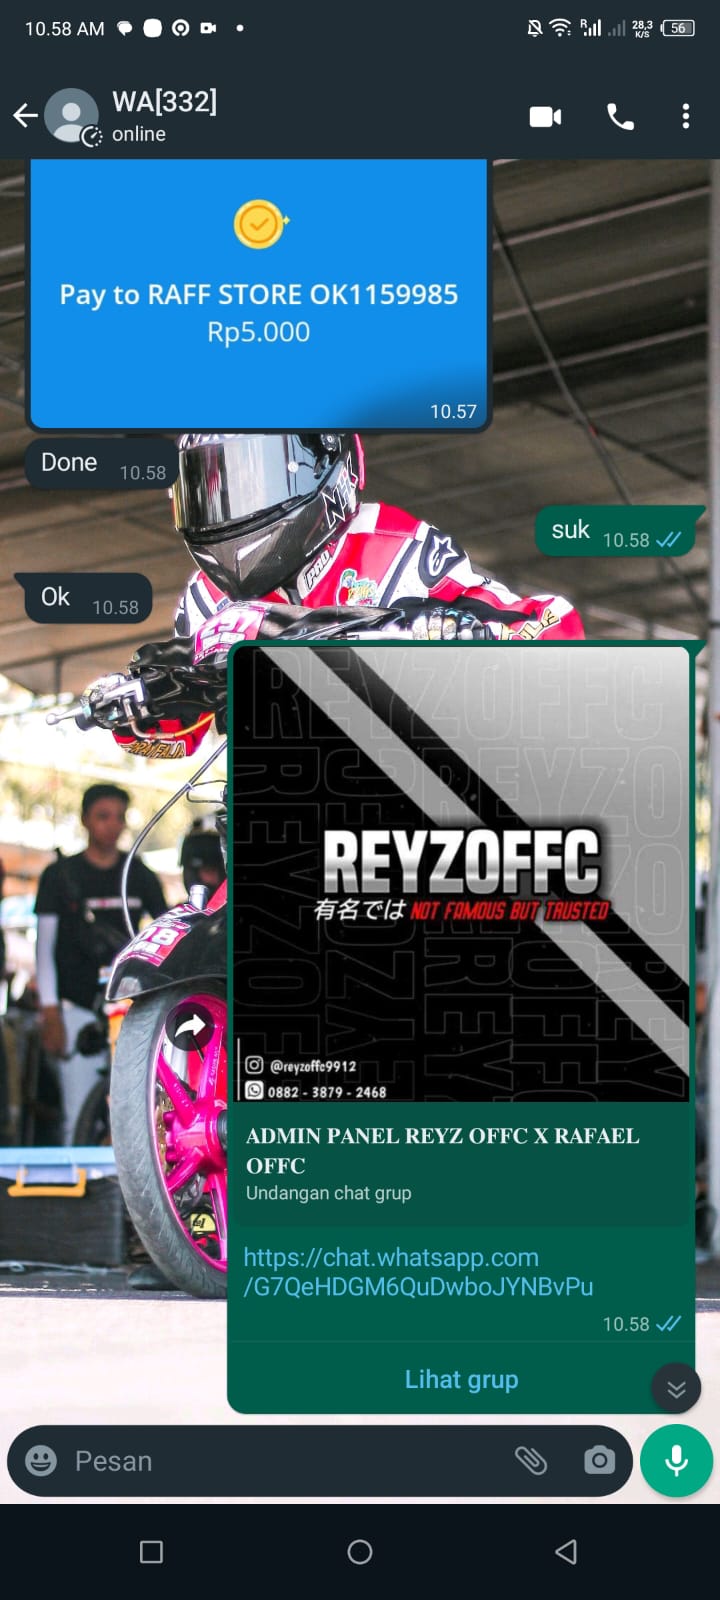 10.58 AM
R
28,3
K/S
56
WA[332]
online
Pay to RAFF STORE OK1159985
Rp5.000
10.57
Done 10.58
suk 10.58
Ok 10.58
NHK
PRO
REYZOFFC
有名では NOT FAMOUS BUT TRUSTED
@reyzoffc9912
0882 - 3879 - 2468
ADMIN PANEL REYZ OFFC X RAFAEL
OFFC
Undangan chat grup
https://chat.whatsapp.com
/G7QeHDGM6QuDwboJYNBvPu
10.58
Lihat grup
Pesan